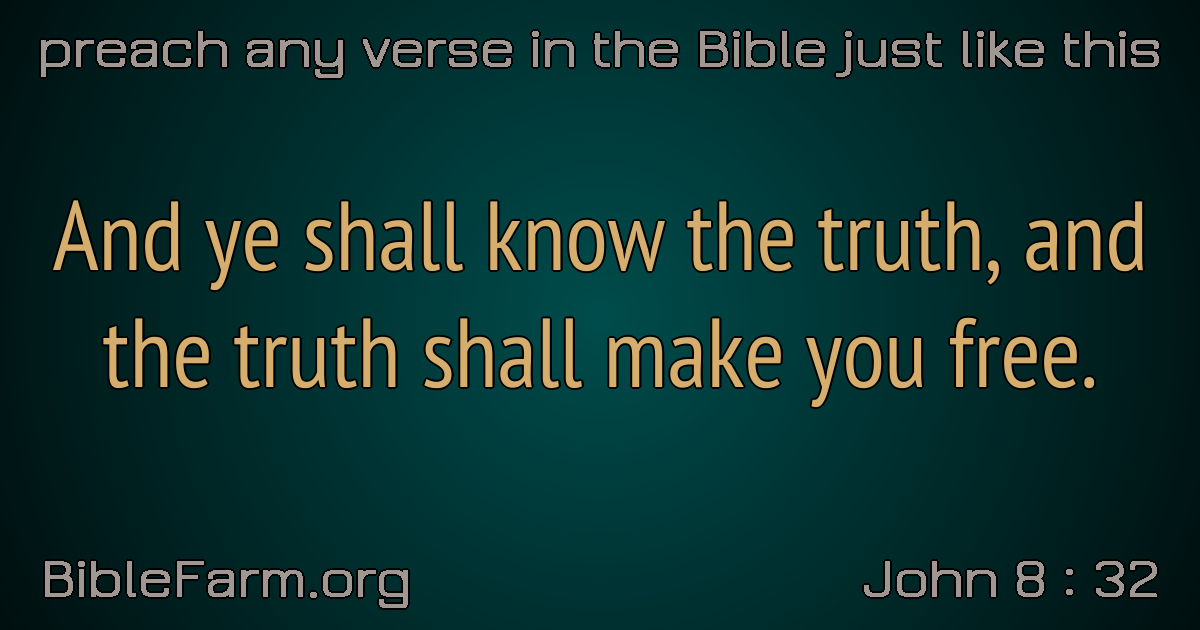 preach any verse in the Bible just like this
And ye shall know the truth, and
the truth shall make you free.
BibleFarm.org
John 8 : 32